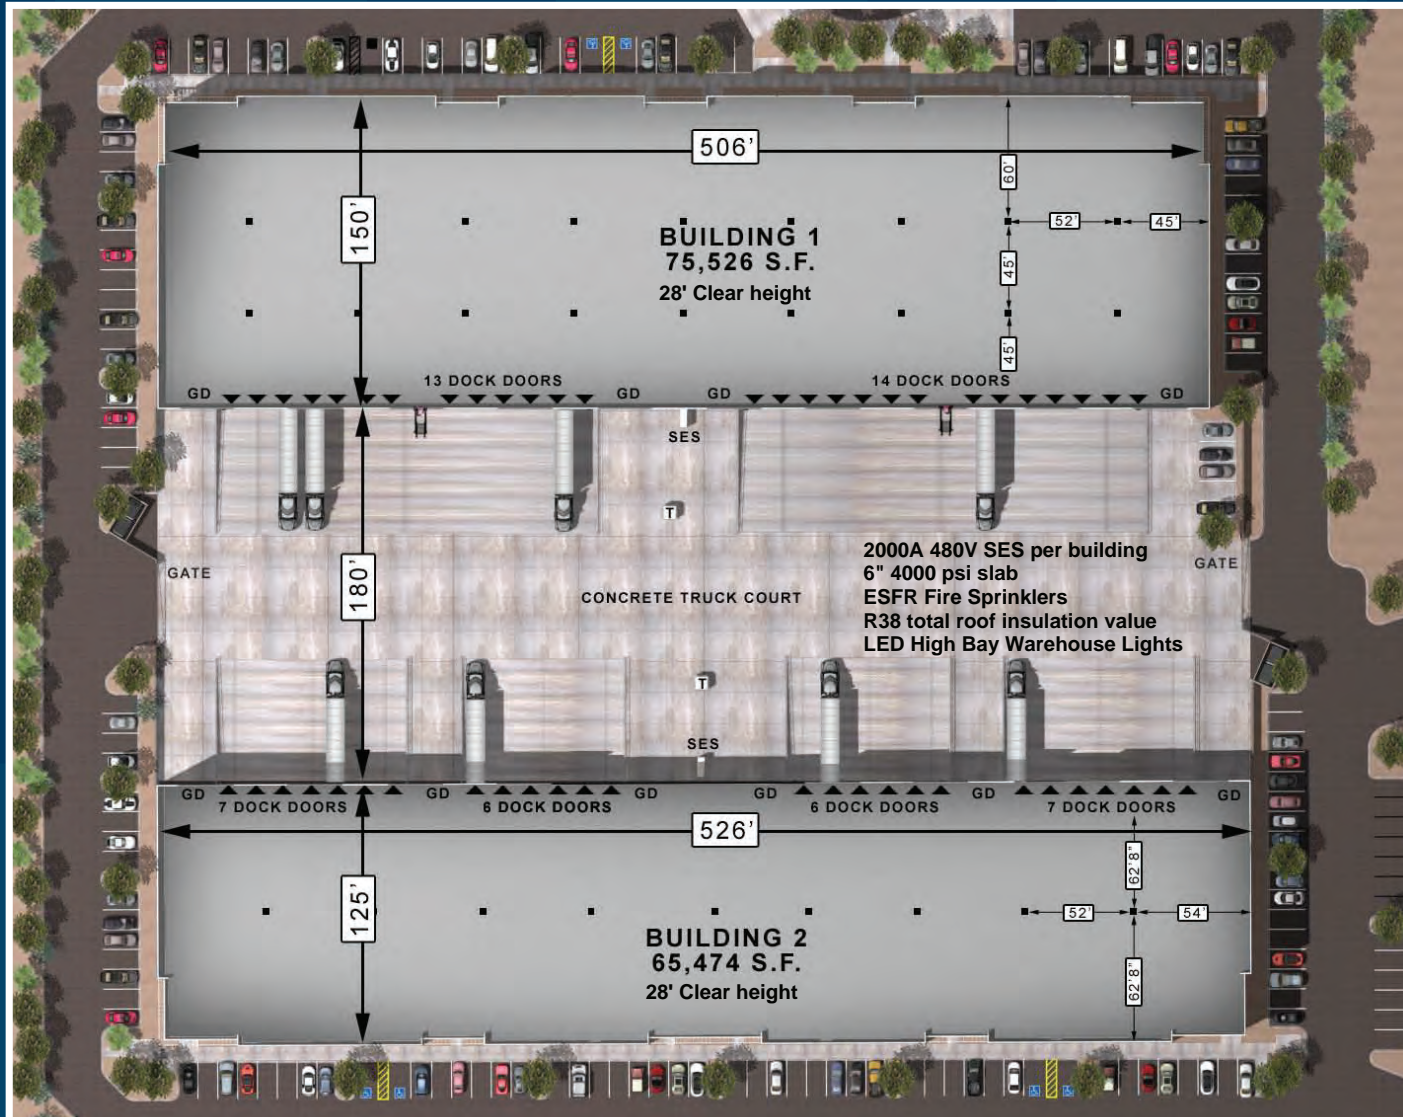 506'
150'
60'
52'
45'
45'
45'
BUILDING 1
75,526 S.F.
28' Clear height
GD
13 DOCK DOORS
GD
GD
14 DOCK DOORS
GD
SES
T
GATE
180'
CONCRETE TRUCK COURT
GATE
2000A 480V SES per building
6" 4000 psi slab
ESFR Fire Sprinklers
R38 total roof insulation value
LED High Bay Warehouse Lights
T
SES
GD
7 DOCK DOORS
GD
6 DOCK DOORS
GD
GD
6 DOCK DOORS
GD
7 DOCK DOORS
GD
526'
125'
62'8"
52'
54'
62'8"
BUILDING 2
65,474 S.F.
28' Clear height